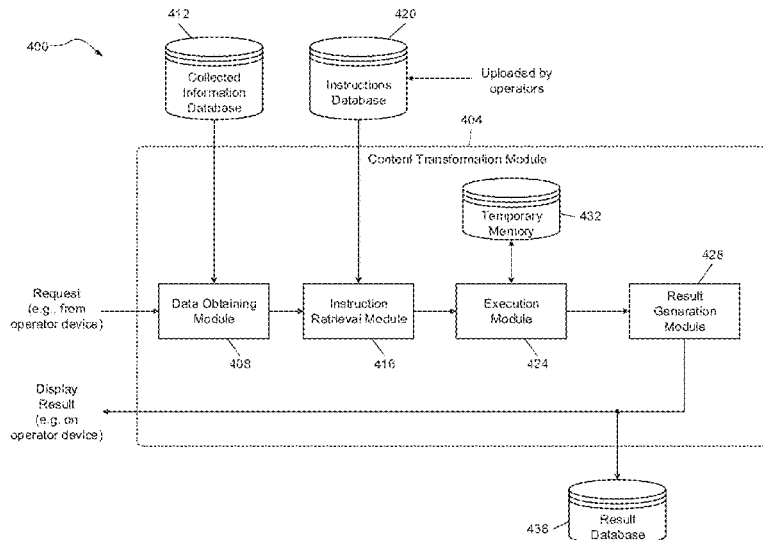 400
412
420
Collected
Information
Database
Instructions
Database
Uploaded by
operators
404
Content Transformation Module
Temporary
Memory
432
428
Request
(e.g., from
operator device)
Data Obtaining
Module
Instruction
Retrieval Module
Execution
Module
Result
Generation
Module
408
416
424
Display
Result
(e.g. on
operator device)
436
Result
Database